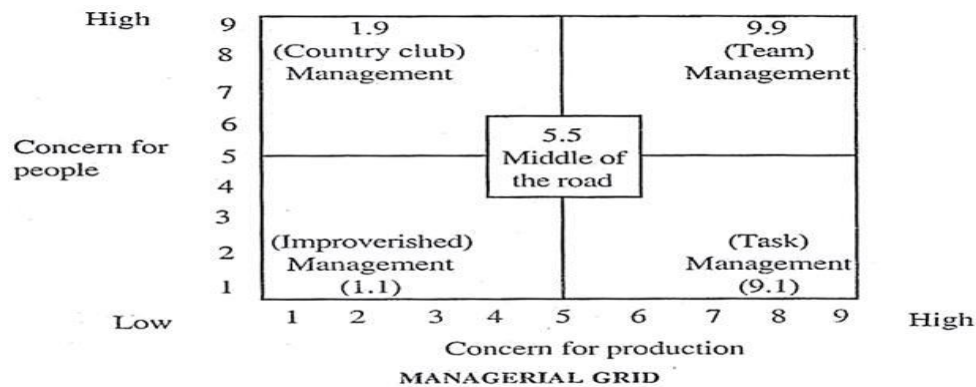 High
9
8
7
6
5
4
3
2
1
Concern for
people
1.9
(Country club)
Management
9.9
(Team)
Management
5.5
Middle of
the road
(Improverished)
Management
(1.1)
(Task)
Management
(9.1)
Low
1 2 3 4 5 6 7 8 9
High
Concern for production
MANAGERIAL GRID